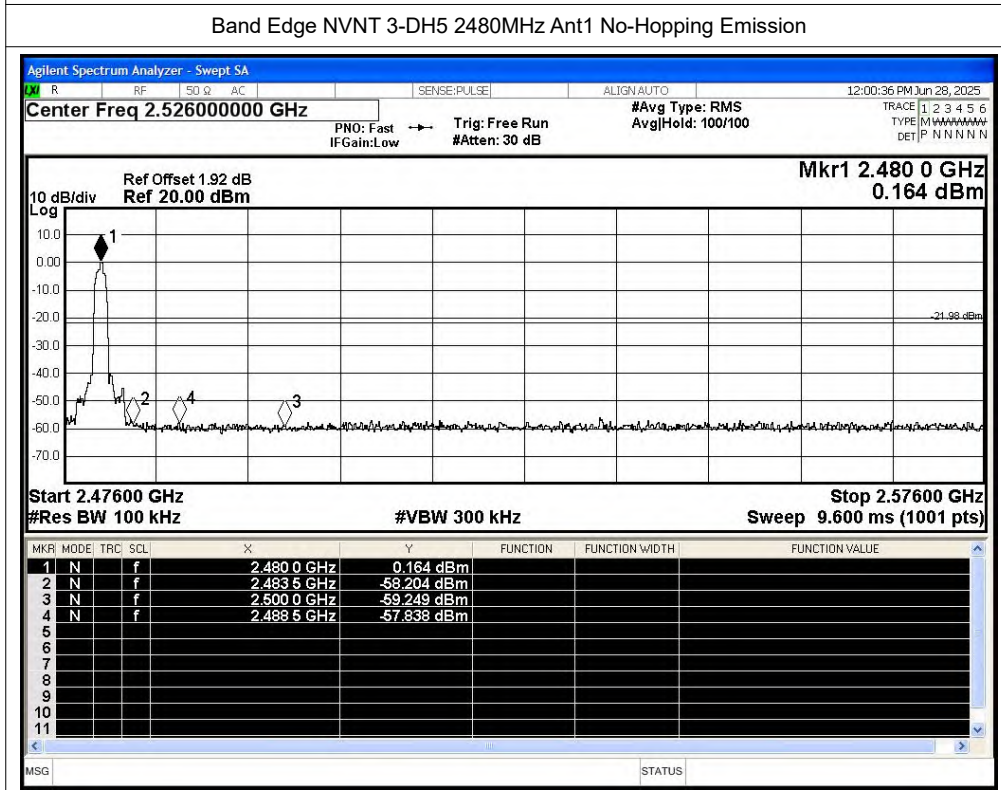 Band Edge NVNT 3-DH5 2480MHz Ant1 No-Hopping Emission
Agilent Spectrum Analyzer - Swept SA
LXI R RF 50 Ω AC SENSE:PULSE ALIGN AUTO 12:00:36 PM Jun 28, 2025
Center Freq 2.526000000 GHz #Avg Type: RMS TRACE 1 2 3 4 5 6
PNO: Fast Trig: Free Run Avg|Hold: 100/100 TYPE M WWWWW
IFGain:Low #Atten: 30 dB DET P N N N N N
Mkr1 2.480 0 GHz
Ref Offset 1.92 dB
10 dB/div Ref 20.00 dBm 0.164 dBm
Log
10.0
1
0.00
-10.0
-20.0
-21.98 dBm
-30.0
-40.0
-50.0
2 4 3
-60.0
-70.0
Start 2.47600 GHz Stop 2.57600 GHz
#Res BW 100 kHz #VBW 300 kHz Sweep 9.600 ms (1001 pts)
MKR MODE TRC SCL X Y FUNCTION FUNCTION WIDTH FUNCTION VALUE
1 N f 2.480 0 GHz 0.164 dBm
2 N f 2.483 5 GHz -58.204 dBm
3 N f 2.500 0 GHz -59.249 dBm
4 N f 2.488 5 GHz -57.838 dBm
5
6
7
8
9
10
11
MSG STATUS